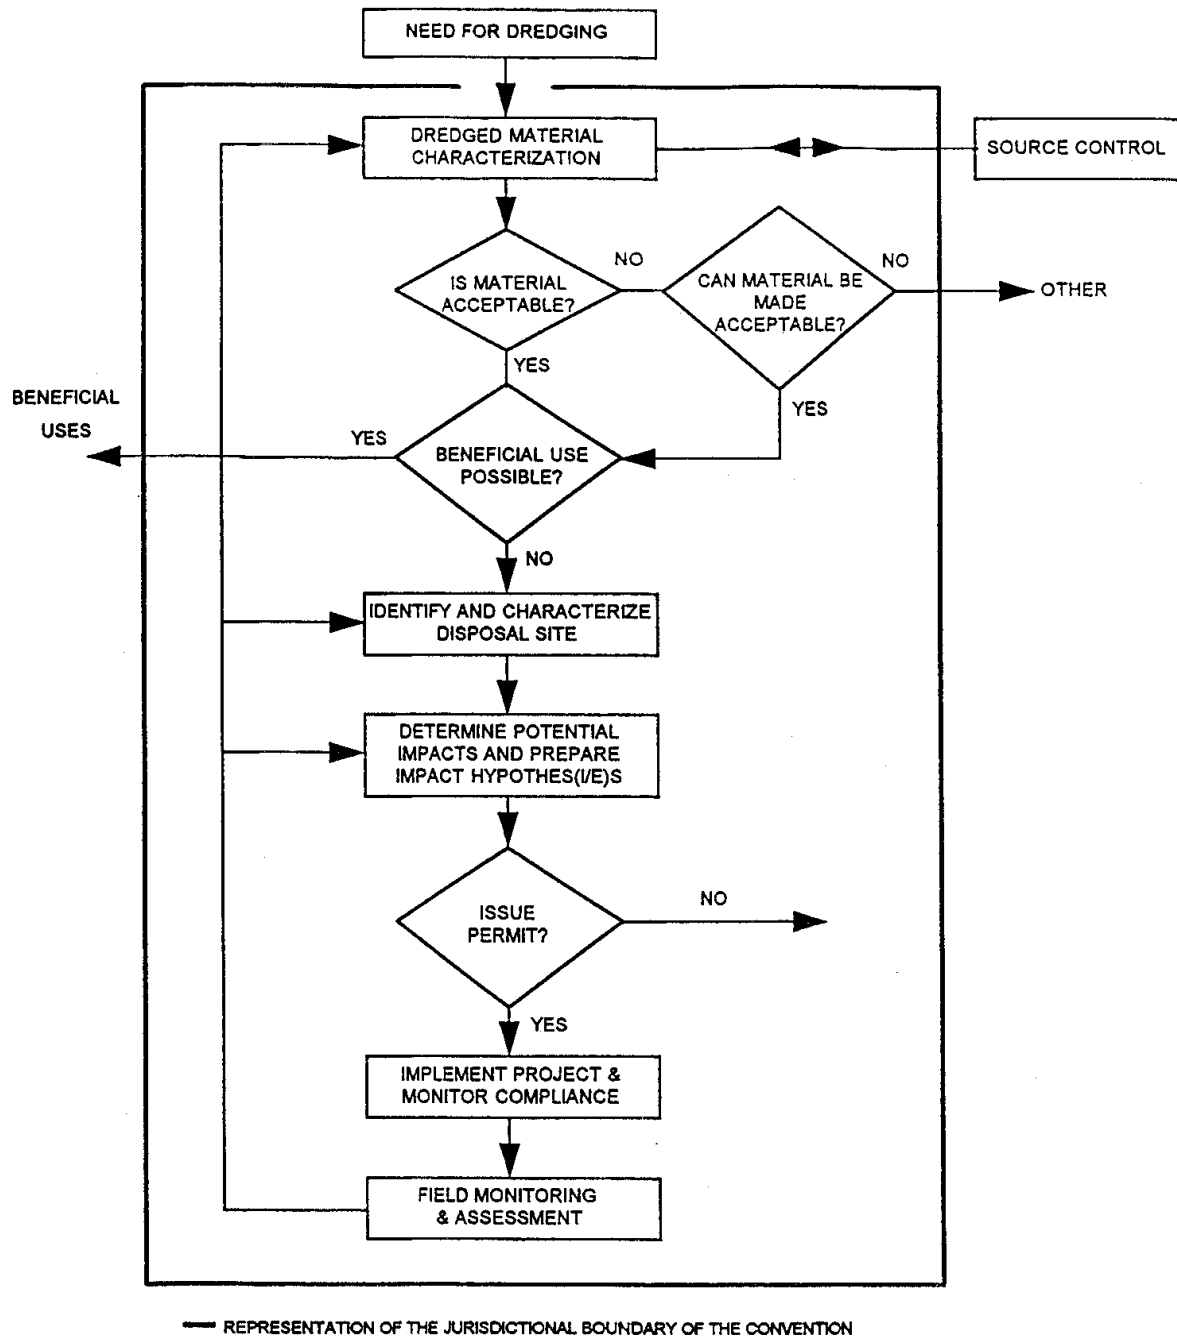 NEED FOR DREDGING
DREDGED MATERIAL
CHARACTERIZATION
SOURCE CONTROL
IS MATERIAL
ACCEPTABLE?
NO
CAN MATERIAL BE
MADE
ACCEPTABLE?
NO
OTHER
YES
YES
BENEFICIAL
USES
YES
BENEFICIAL USE
POSSIBLE?
NO
IDENTIFY AND CHARACTERIZE
DISPOSAL SITE
DETERMINE POTENTIAL
IMPACTS AND PREPARE
IMPACT HYPOTHES(I/E)S
ISSUE
PERMIT?
NO
YES
IMPLEMENT PROJECT &
MONITOR COMPLIANCE
FIELD MONITORING
& ASSESSMENT
REPRESENTATION OF THE JURISDICTIONAL BOUNDARY OF THE CONVENTION